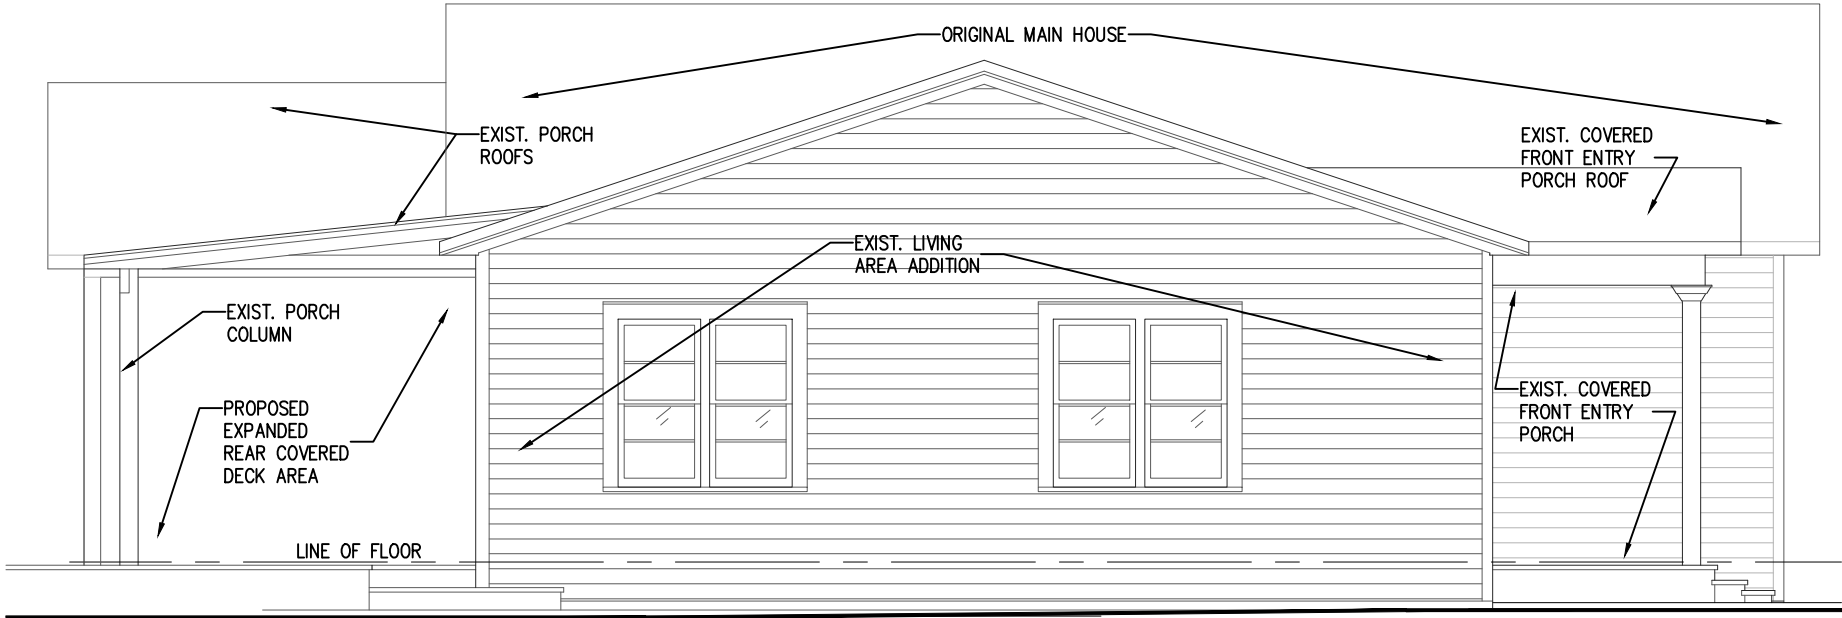 ORIGINAL MAIN HOUSE
EXIST. PORCH
ROOFS
EXIST. COVERED
FRONT ENTRY
PORCH ROOF
EXIST. LIVING
AREA ADDITION
EXIST. PORCH
COLUMN
PROPOSED
EXPANDED
REAR COVERED
DECK AREA
EXIST. COVERED
FRONT ENTRY
PORCH
LINE OF FLOOR